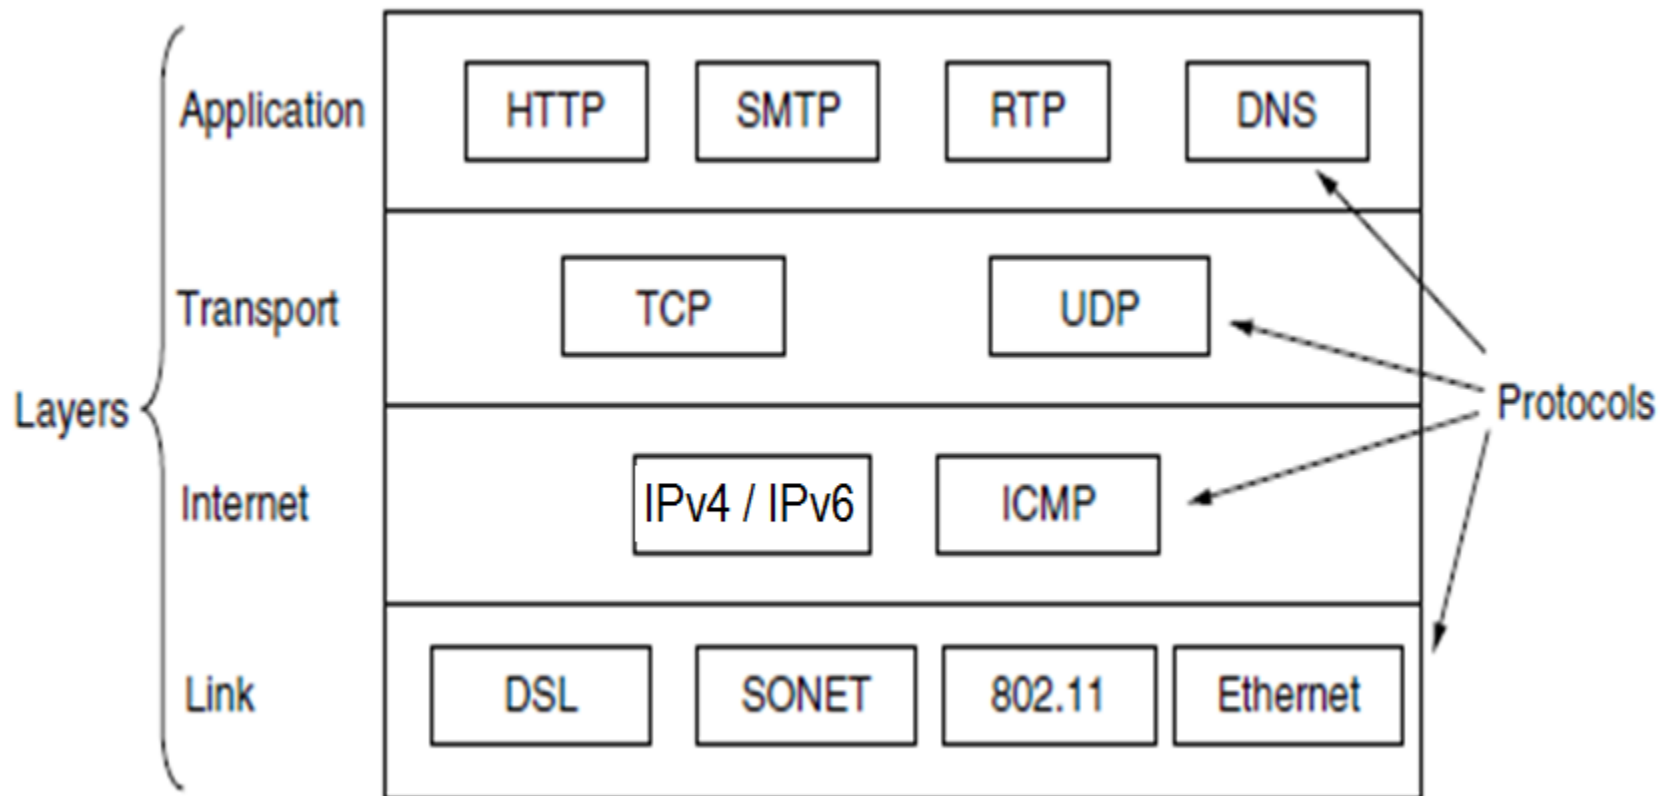 Application HTTP SMTP RTP DNS
Transport TCP UDP
Layers Protocols
Internet IPv4 / IPv6 ICMP
Link DSL SONET 802.11 Ethernet